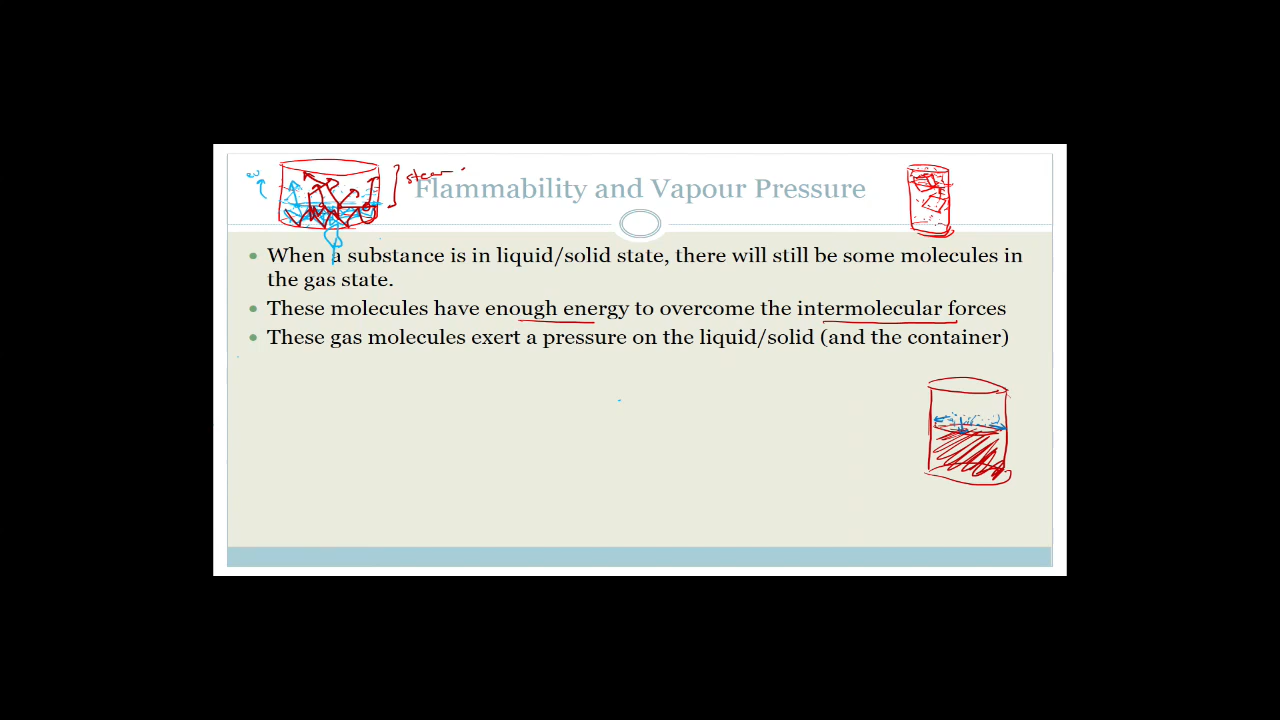 Flammability and Vapour Pressure
When a substance is in liquid/solid state, there will still be some molecules in
the gas state.
These molecules have enough energy to overcome the intermolecular forces
These gas molecules exert a pressure on the liquid/solid (and the container)